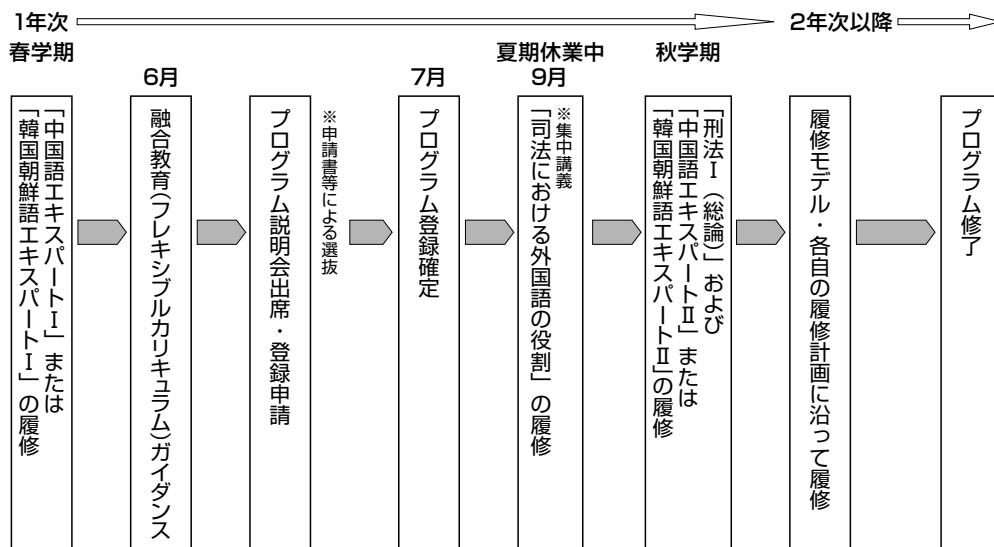 1年次
2年次以降
春学期
「中国語エキスパートⅠ」または
「韓国朝鮮語エキスパートⅠ」の履修
6月
融合教育(フレキシブルカリキュラム)ガイダンス
プログラム説明会出席・登録申請
※申請書等による選抜
7月
プログラム登録確定
夏期休業中
9月
※集中講義
「司法における外国語の役割」の履修
秋学期
「刑法Ⅰ（総論）」および
「中国語エキスパートⅡ」または
「韓国朝鮮語エキスパートⅡ」の履修
履修モデル・各自の履修計画に沿って履修
プログラム修了